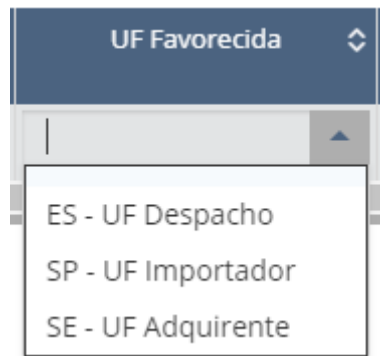 UF Favorecida
ES - UF Despacho
SP - UF Importador
SE - UF Adquirente